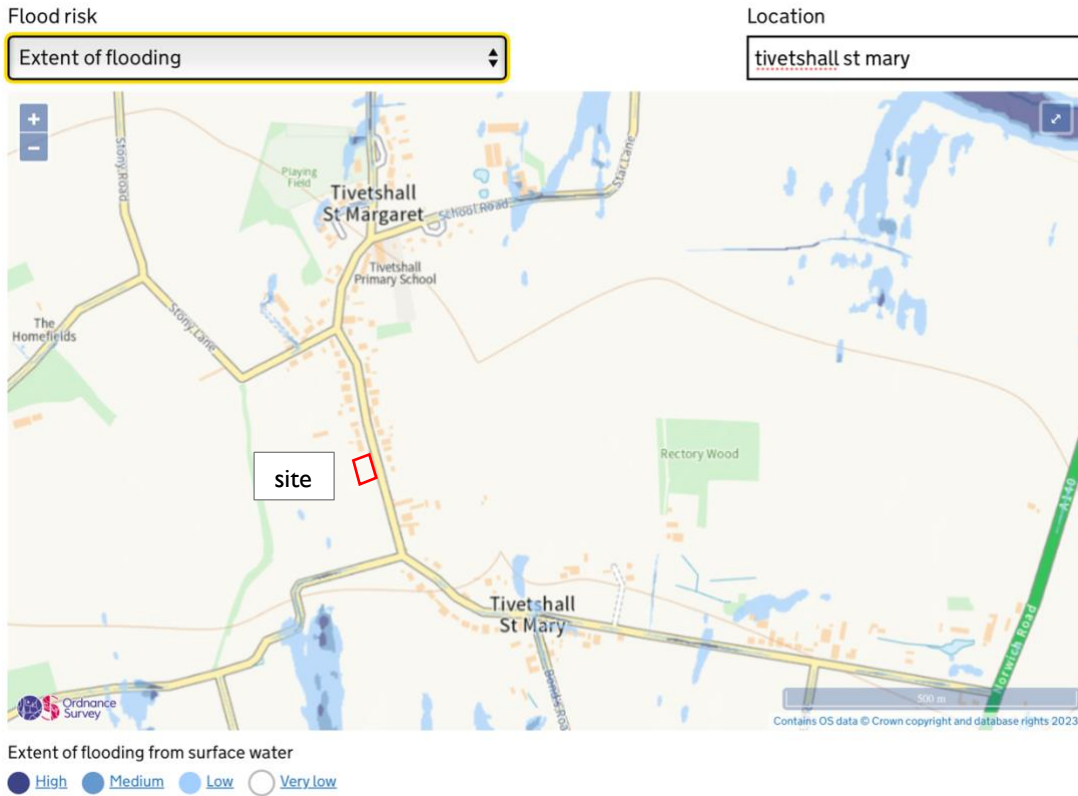 Flood risk
Location
Extent of flooding
tivetshall st mary
+
−
Stony Road
Star Lane
Playing
Field
Tivetshall
St Margaret
School Road
Tivetshall
Primary School
The
Homefields
Stony Lane
Rectory Wood
site
A140
Tivetshall
St Mary
Bond's Roa
Norwich Road
Ordnance
Survey
500 m
Contains OS data © Crown copyright and database rights 2023
Extent of flooding from surface water
High Medium Low Very low